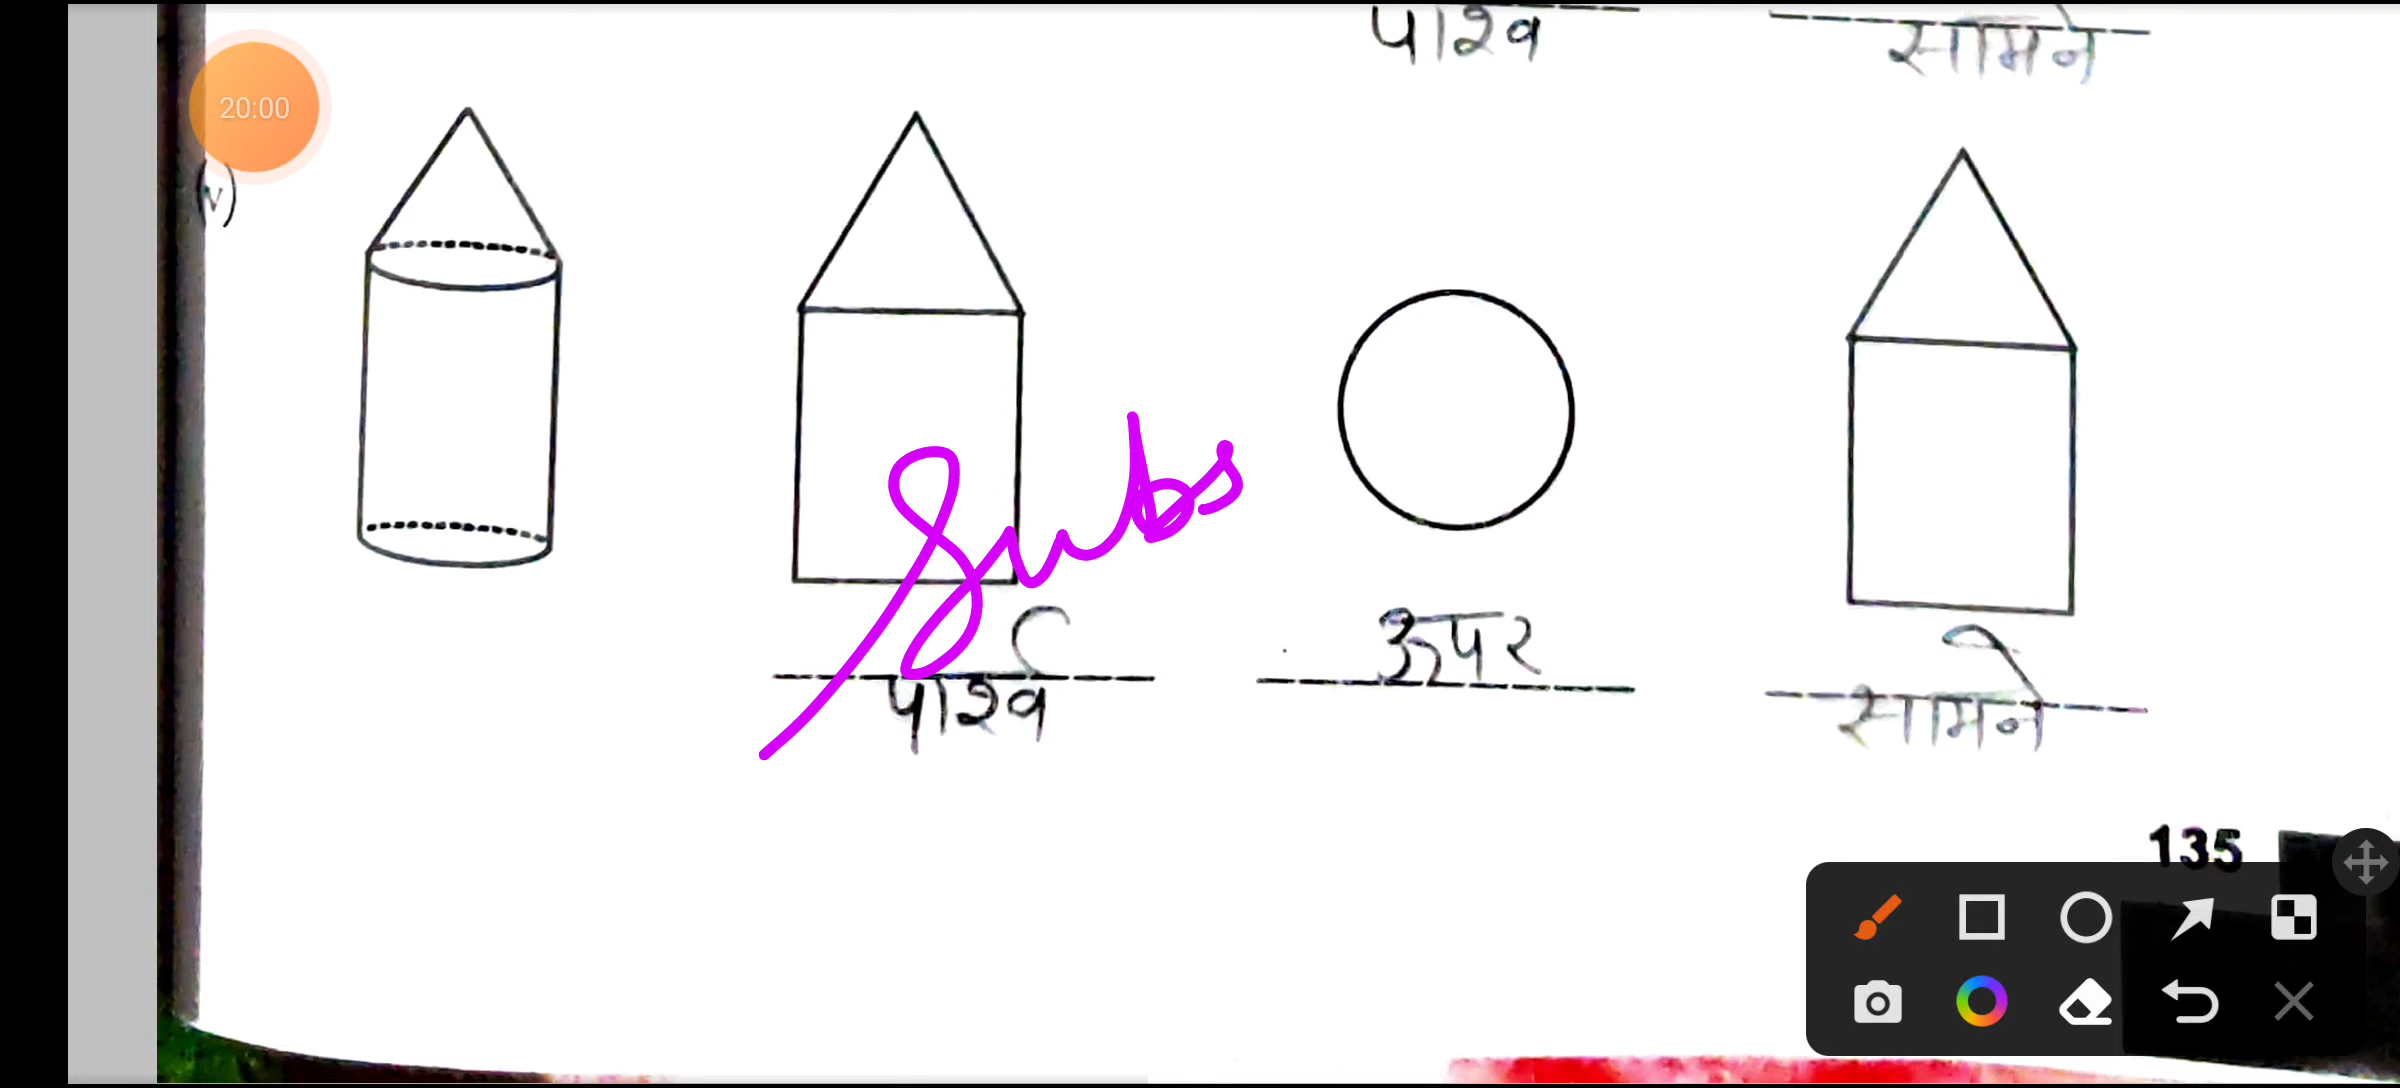 पार्श्व सामने
20:00
(v)
Subs
पार्श्व ऊपर सामने
135